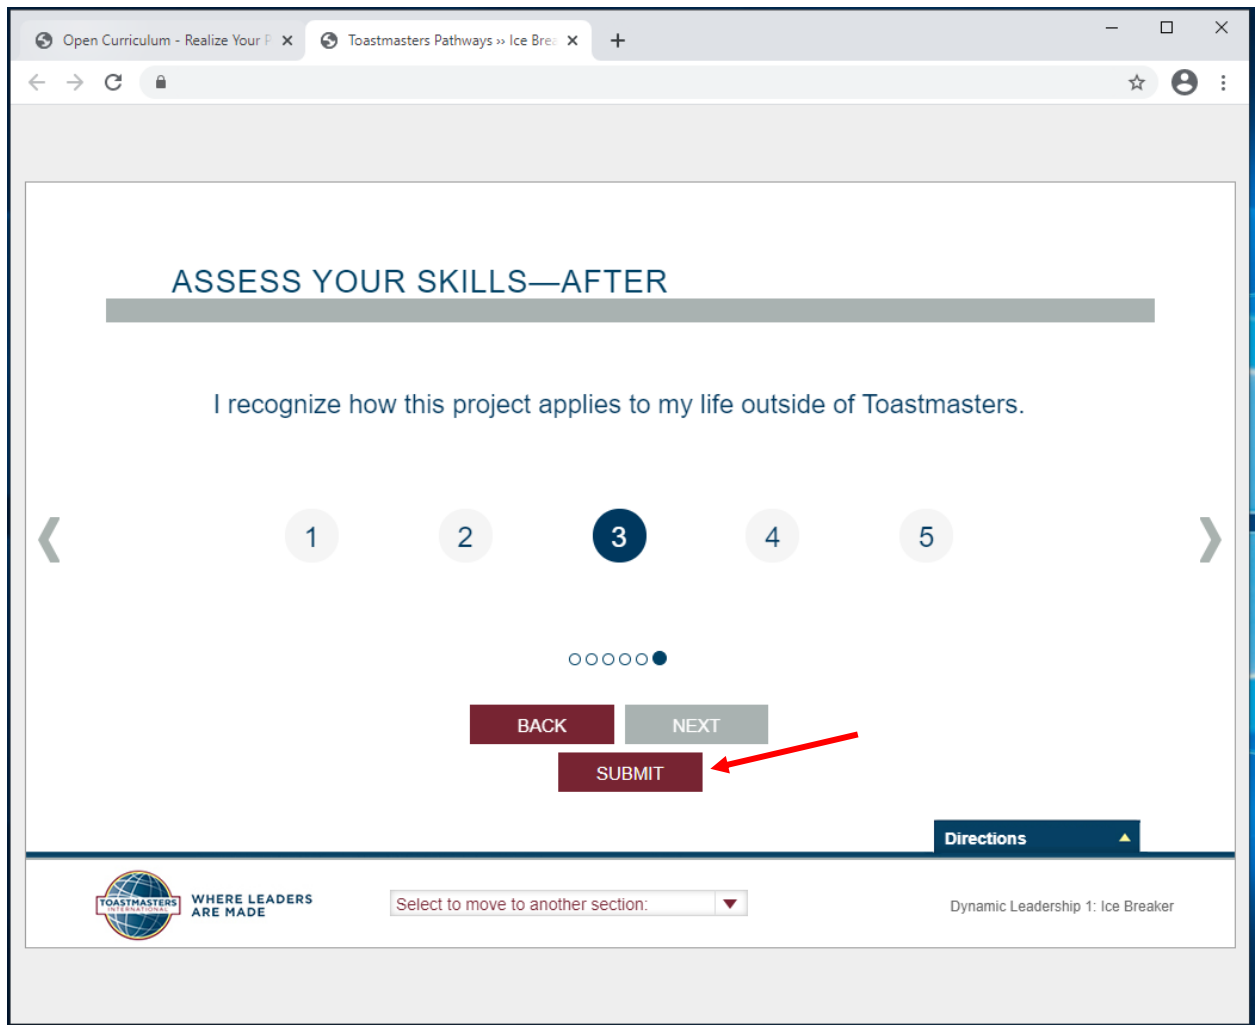 Open Curriculum - Realize Your P
Toastmasters Pathways ›› Ice Brea
ASSESS YOUR SKILLS—AFTER
I recognize how this project applies to my life outside of Toastmasters.
1 2 3 4 5
BACK NEXT
SUBMIT
Directions
TOASTMASTERS
INTERNATIONAL
WHERE LEADERS
ARE MADE
Select to move to another section:
Dynamic Leadership 1: Ice Breaker